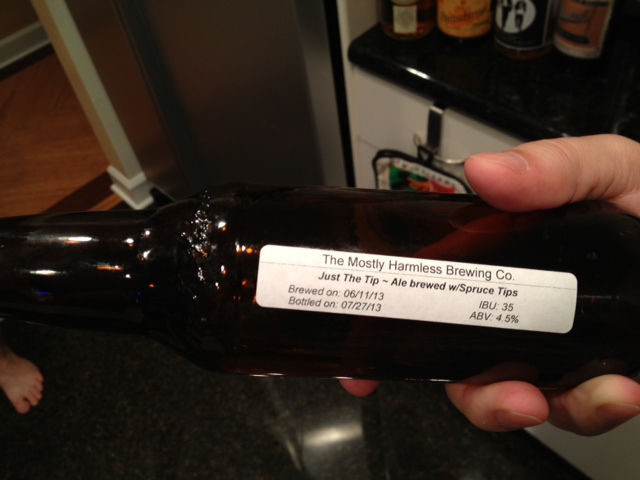 The Mostly Harmless Brewing Co.
Just The Tip ~ Ale brewed w/Spruce Tips
Brewed on: 06/11/13
Bottled on: 07/27/13
IBU: 35
ABV: 4.5%